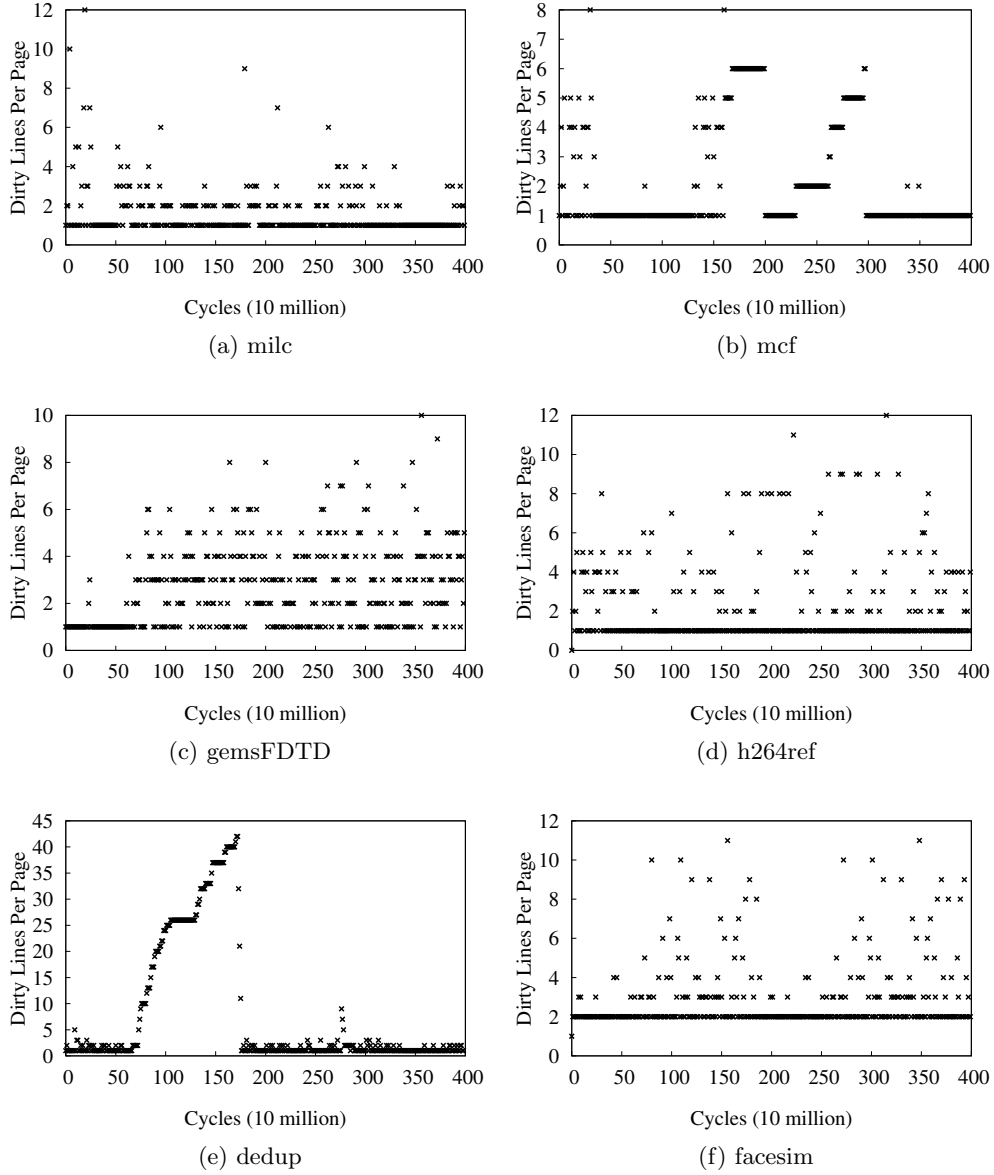 12
10
8
6
4
2
0
Dirty Lines Per Page
0 50 100 150 200 250 300 350 400
Cycles (10 million)
(a) milc
8
7
6
5
4
3
2
1
0
Dirty Lines Per Page
0 50 100 150 200 250 300 350 400
Cycles (10 million)
(b) mcf
10
8
6
4
2
0
Dirty Lines Per Page
0 50 100 150 200 250 300 350 400
Cycles (10 million)
(c) gemsFDTD
12
10
8
6
4
2
0
Dirty Lines Per Page
0 50 100 150 200 250 300 350 400
Cycles (10 million)
(d) h264ref
45
40
35
30
25
20
15
10
5
0
Dirty Lines Per Page
0 50 100 150 200 250 300 350 400
Cycles (10 million)
(e) dedup
12
10
8
6
4
2
0
Dirty Lines Per Page
0 50 100 150 200 250 300 350 400
Cycles (10 million)
(f) facesim